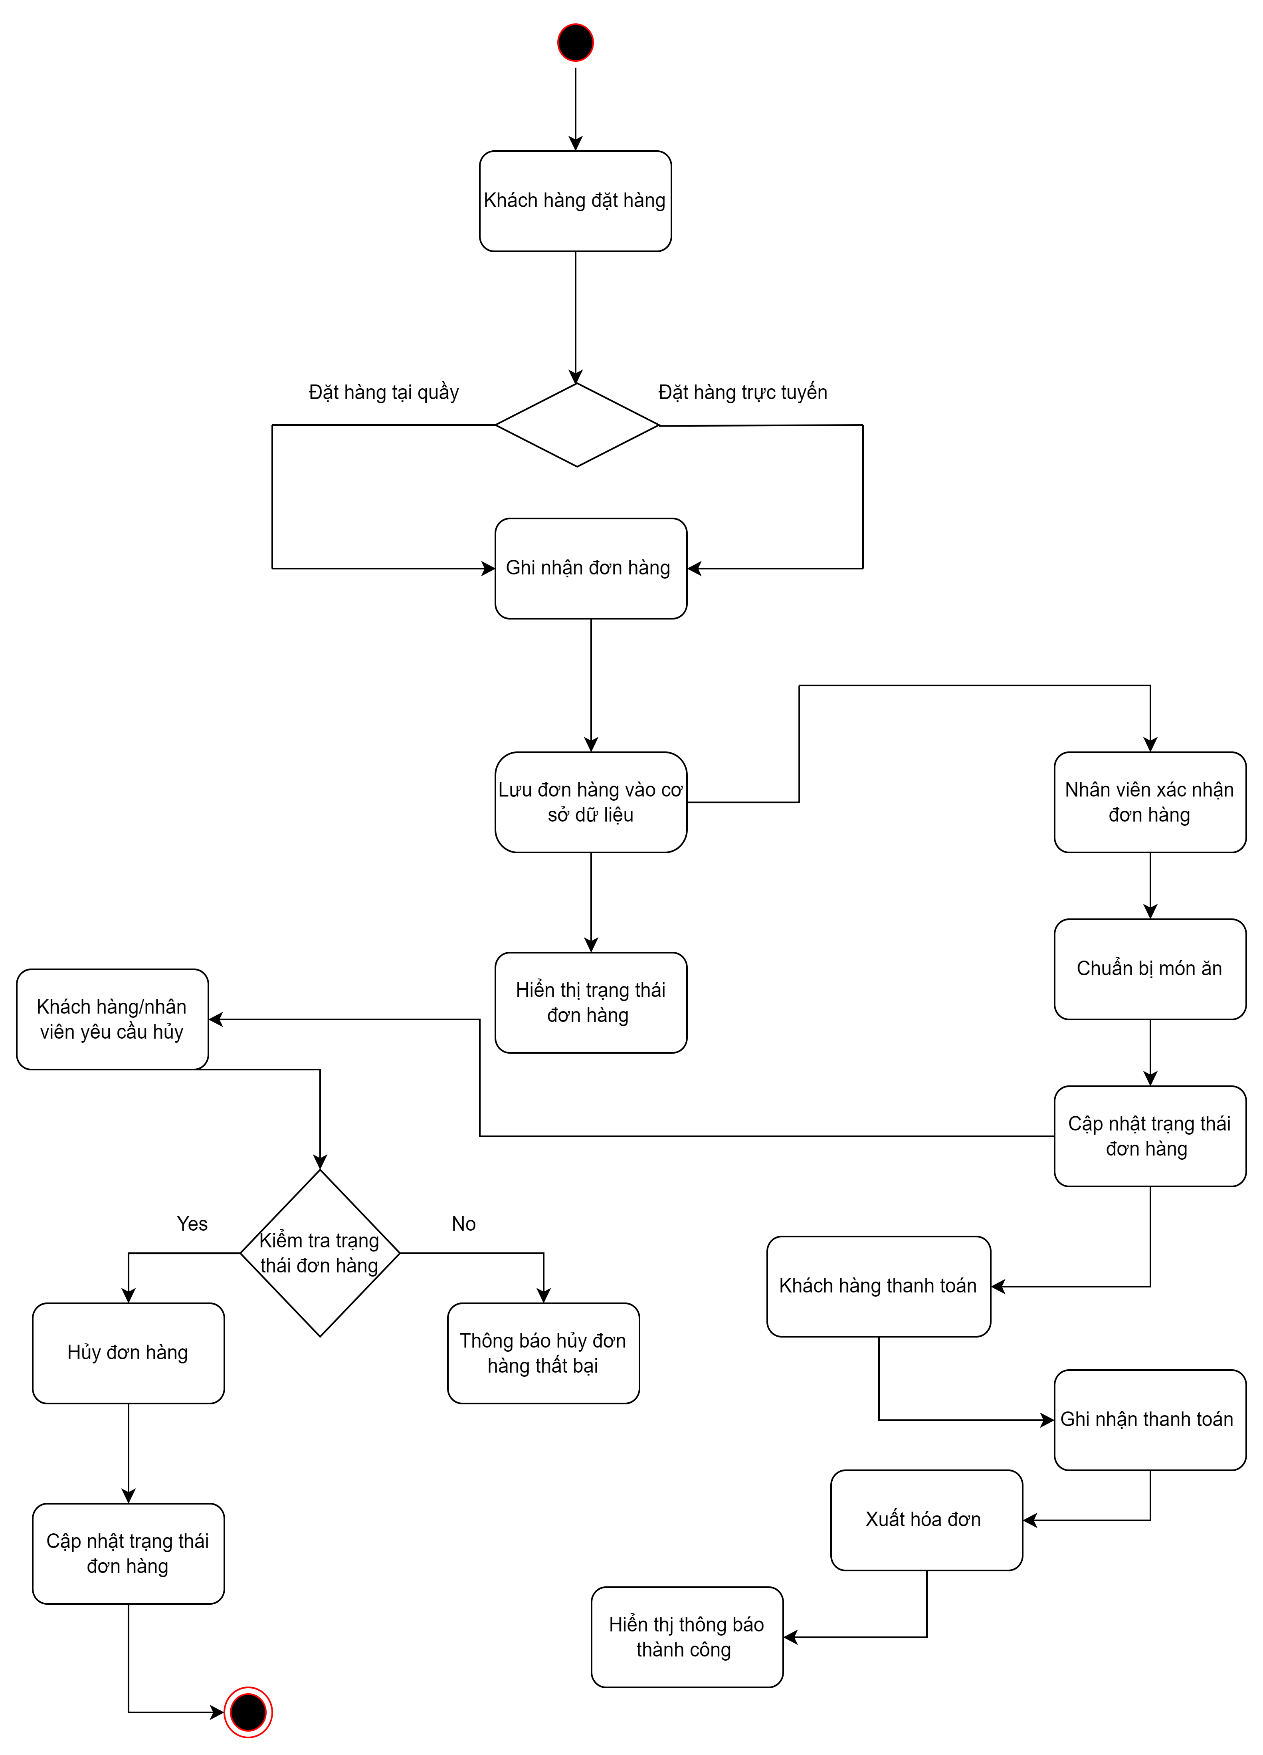 Khách hàng đặt hàng
Đặt hàng tại quầy
Đặt hàng trực tuyến
Ghi nhận đơn hàng
Lưu đơn hàng vào cơ
sở dữ liệu
Nhân viên xác nhận
đơn hàng
Chuẩn bị món ăn
Hiển thị trạng thái
đơn hàng
Khách hàng/nhân
viên yêu cầu hủy
Cập nhật trạng thái
đơn hàng
Yes
No
Kiểm tra trạng
thái đơn hàng
Khách hàng thanh toán
Hủy đơn hàng
Thông báo hủy đơn
hàng thất bại
Ghi nhận thanh toán
Xuất hóa đơn
Cập nhật trạng thái
đơn hàng
Hiển thị thông báo
thành công